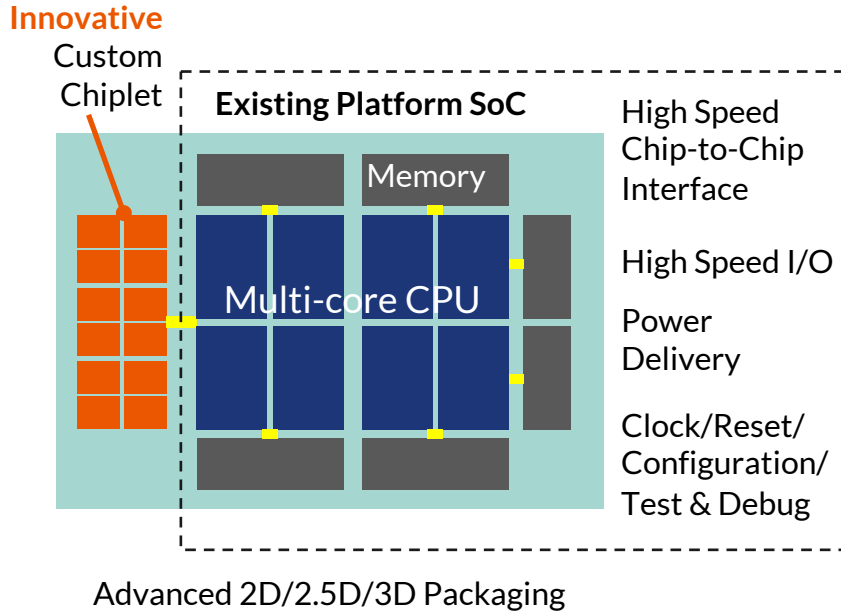 Innovative
Custom
Chiplet
Existing Platform SoC
Memory
Multi-core CPU
High Speed
Chip-to-Chip
Interface
High Speed I/O
Power
Delivery
Clock/Reset/
Configuration/
Test & Debug
Advanced 2D/2.5D/3D Packaging